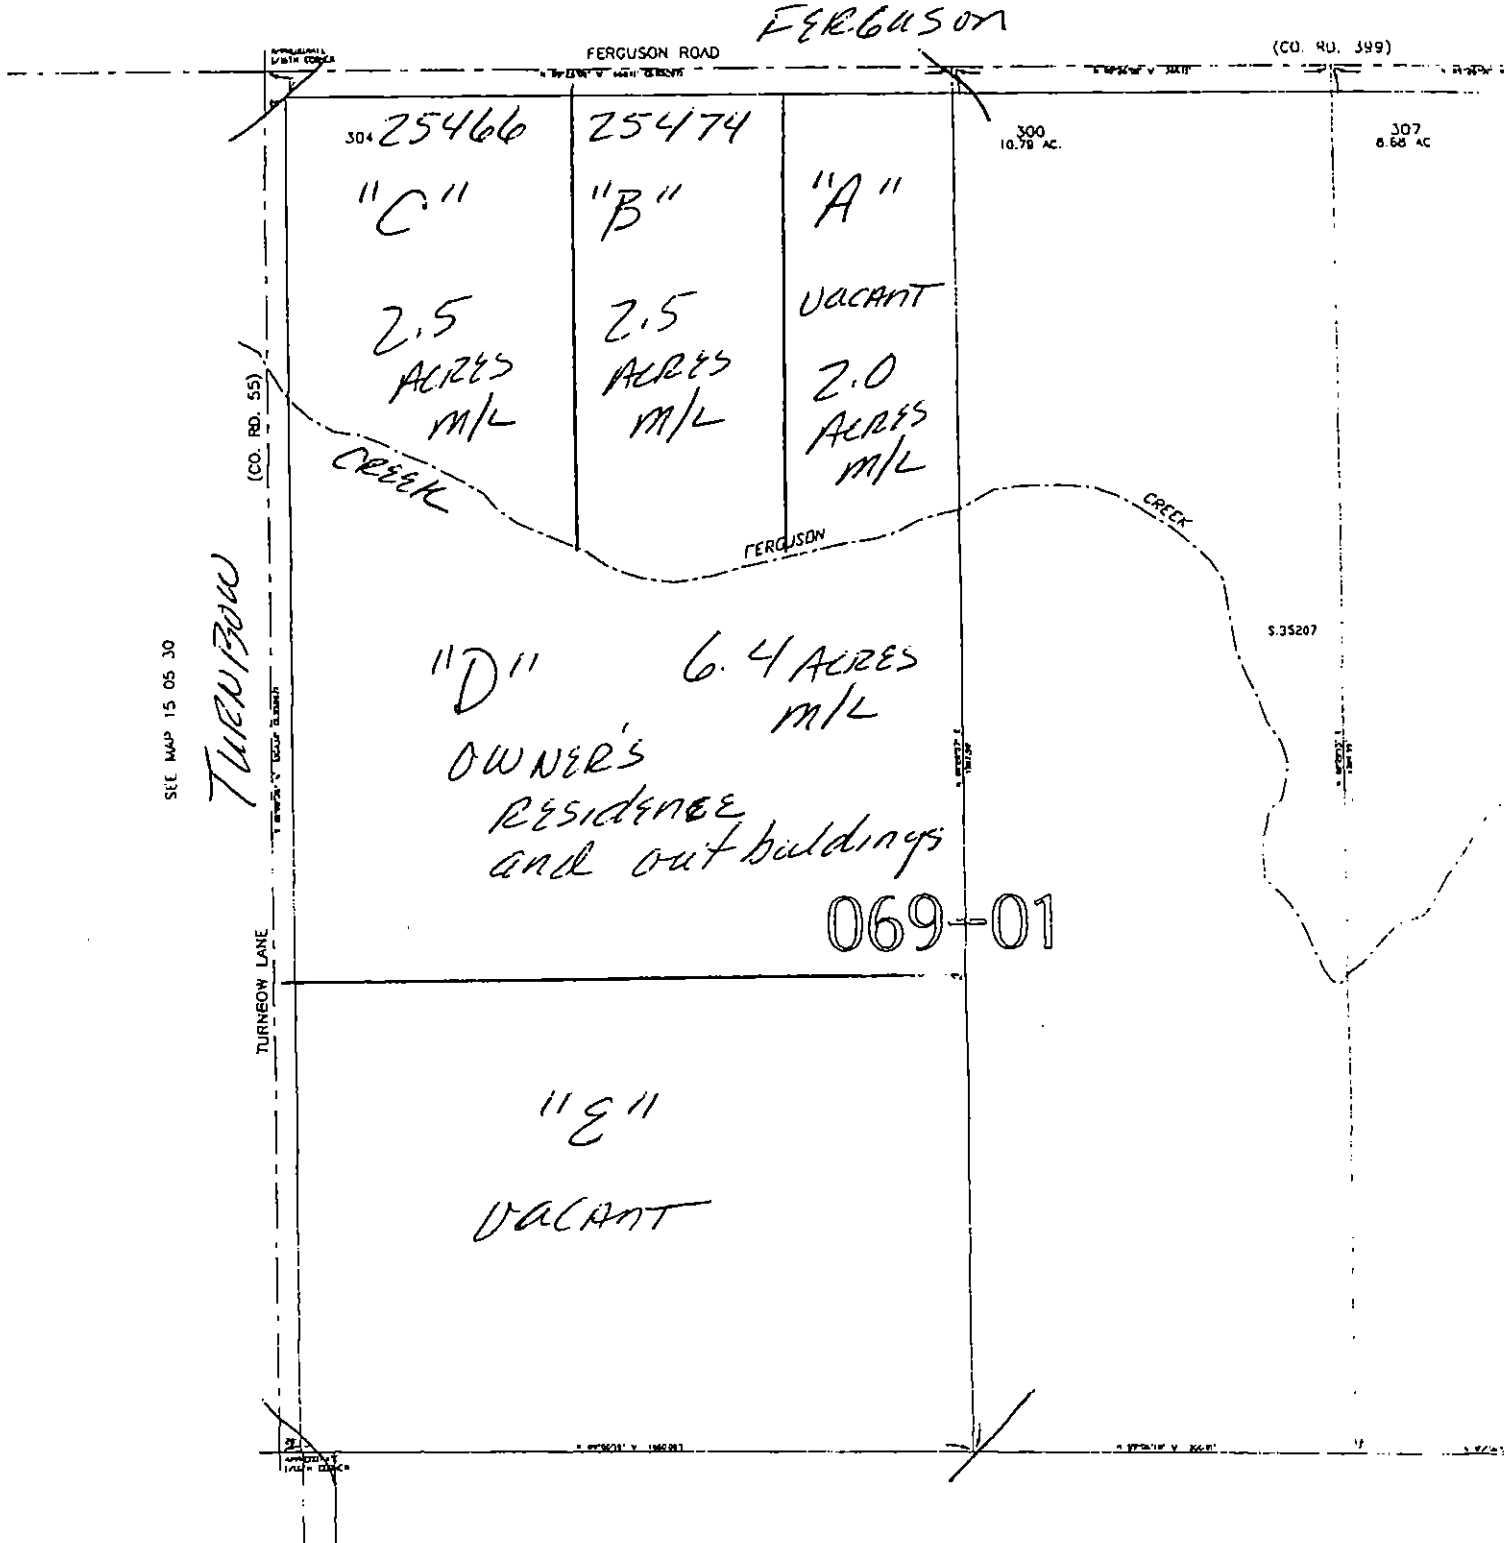 FERGUSON
FERGUSON ROAD
(CO. RD. 399)
304 25466
25474
300
10.79 AC.
307
8.68 AC
"C"
"B"
"A"
VACANT
2.5
ACRES
M/L
2.5
ACRES
M/L
2.0
ACRES
M/L
(CO. RD. 55)
CREEK
FERGUSON
CREEK
S.35207
SEE MAP 15 05 30
TURNBOW
"D"
6.4 ACRES
M/L
OWNER'S
RESIDENCE
and out buildings
069-01
TURNBOW LANE
"E"
VACANT